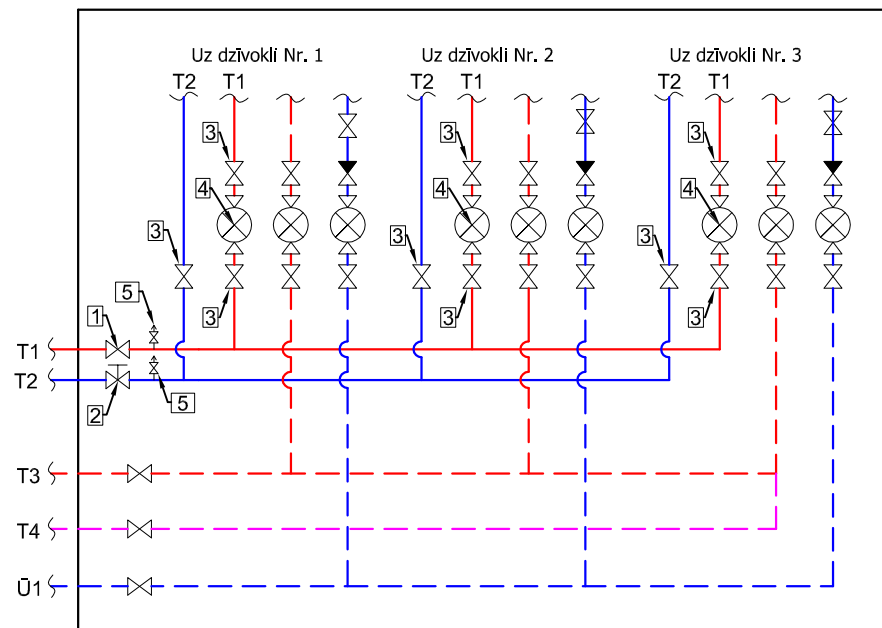 Uz dzīvokli Nr. 1 Uz dzīvokli Nr. 2 Uz dzīvokli Nr. 3
T2 T1 T2 T1 T2 T1
3 3 3
4 4 4
3 3 3
5 3 3 3
1
T1
T2
2 5
T3
T4
Ū1